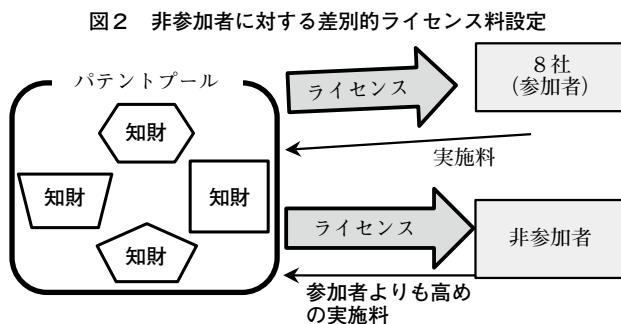 図２　非参加者に対する差別的ライセンス料設定
パテントプール
知財
知財
知財
知財
ライセンス
８社
(参加者)
実施料
ライセンス
非参加者
参加者よりも高め
の実施料